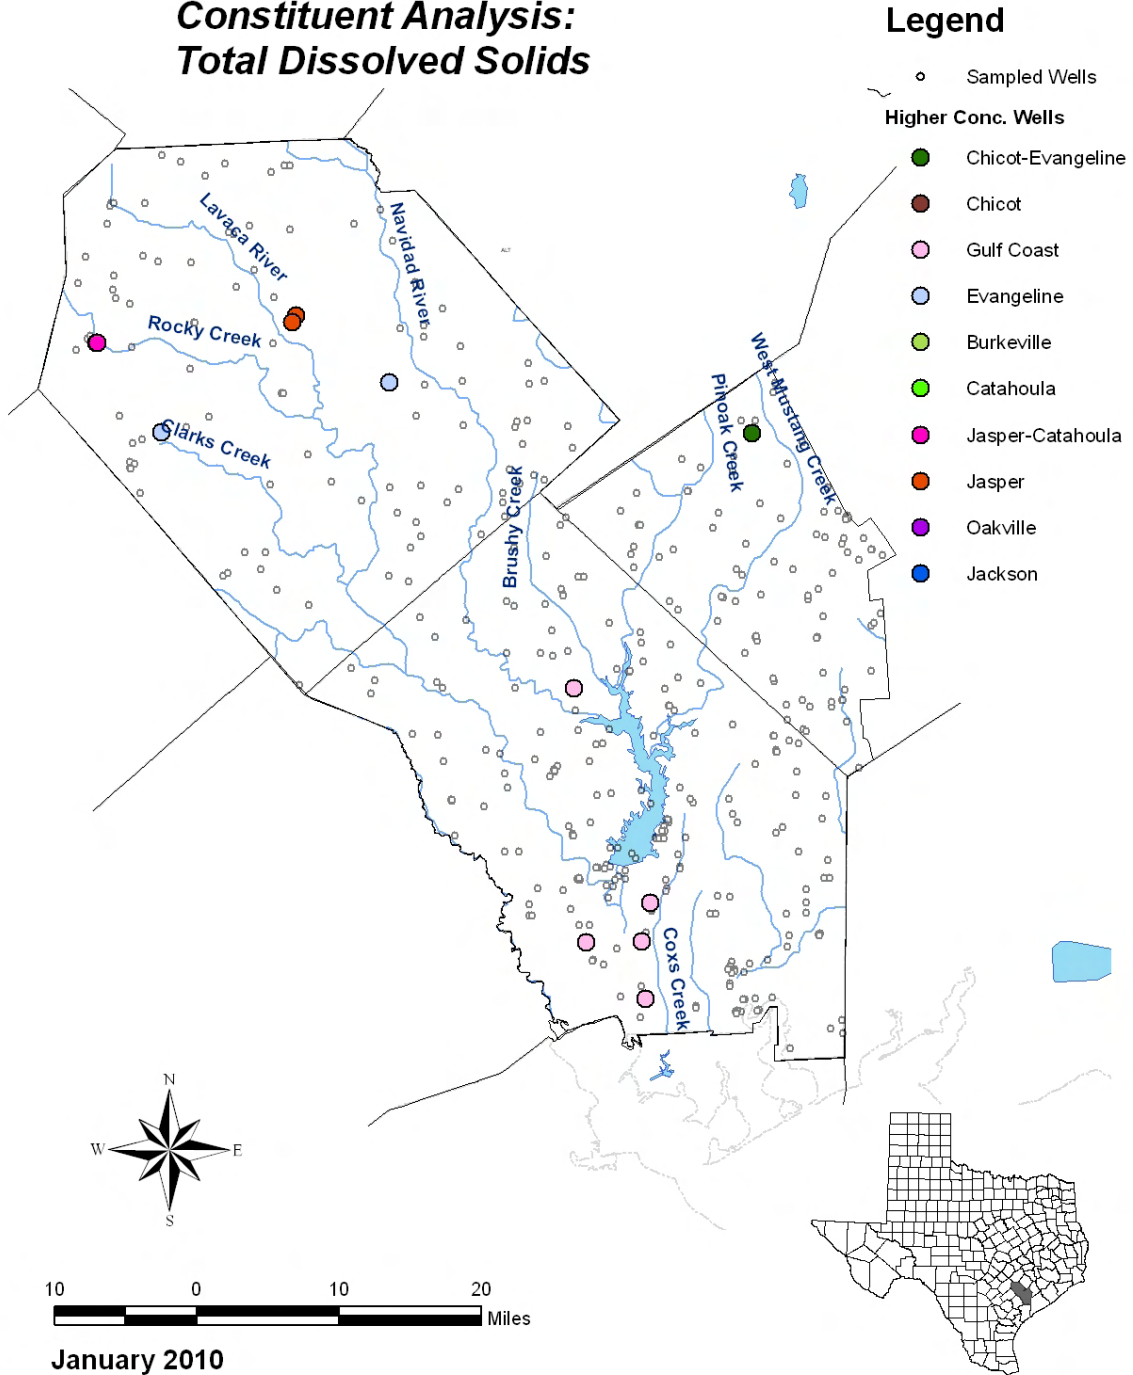 Constituent Analysis:
Total Dissolved Solids
Legend
Sampled Wells
Higher Conc. Wells
Chicot-Evangeline
Chicot
Gulf Coast
Evangeline
Burkeville
Catahoula
Jasper-Catahoula
Jasper
Oakville
Jackson
Lavaca River
Navidad River
ALT
Rocky Creek
West Mustang Creek
Pinoak Creek
Clarks Creek
Brushy Creek
Coxs Creek
N
W
E
S
10
0
10
20
Miles
January 2010